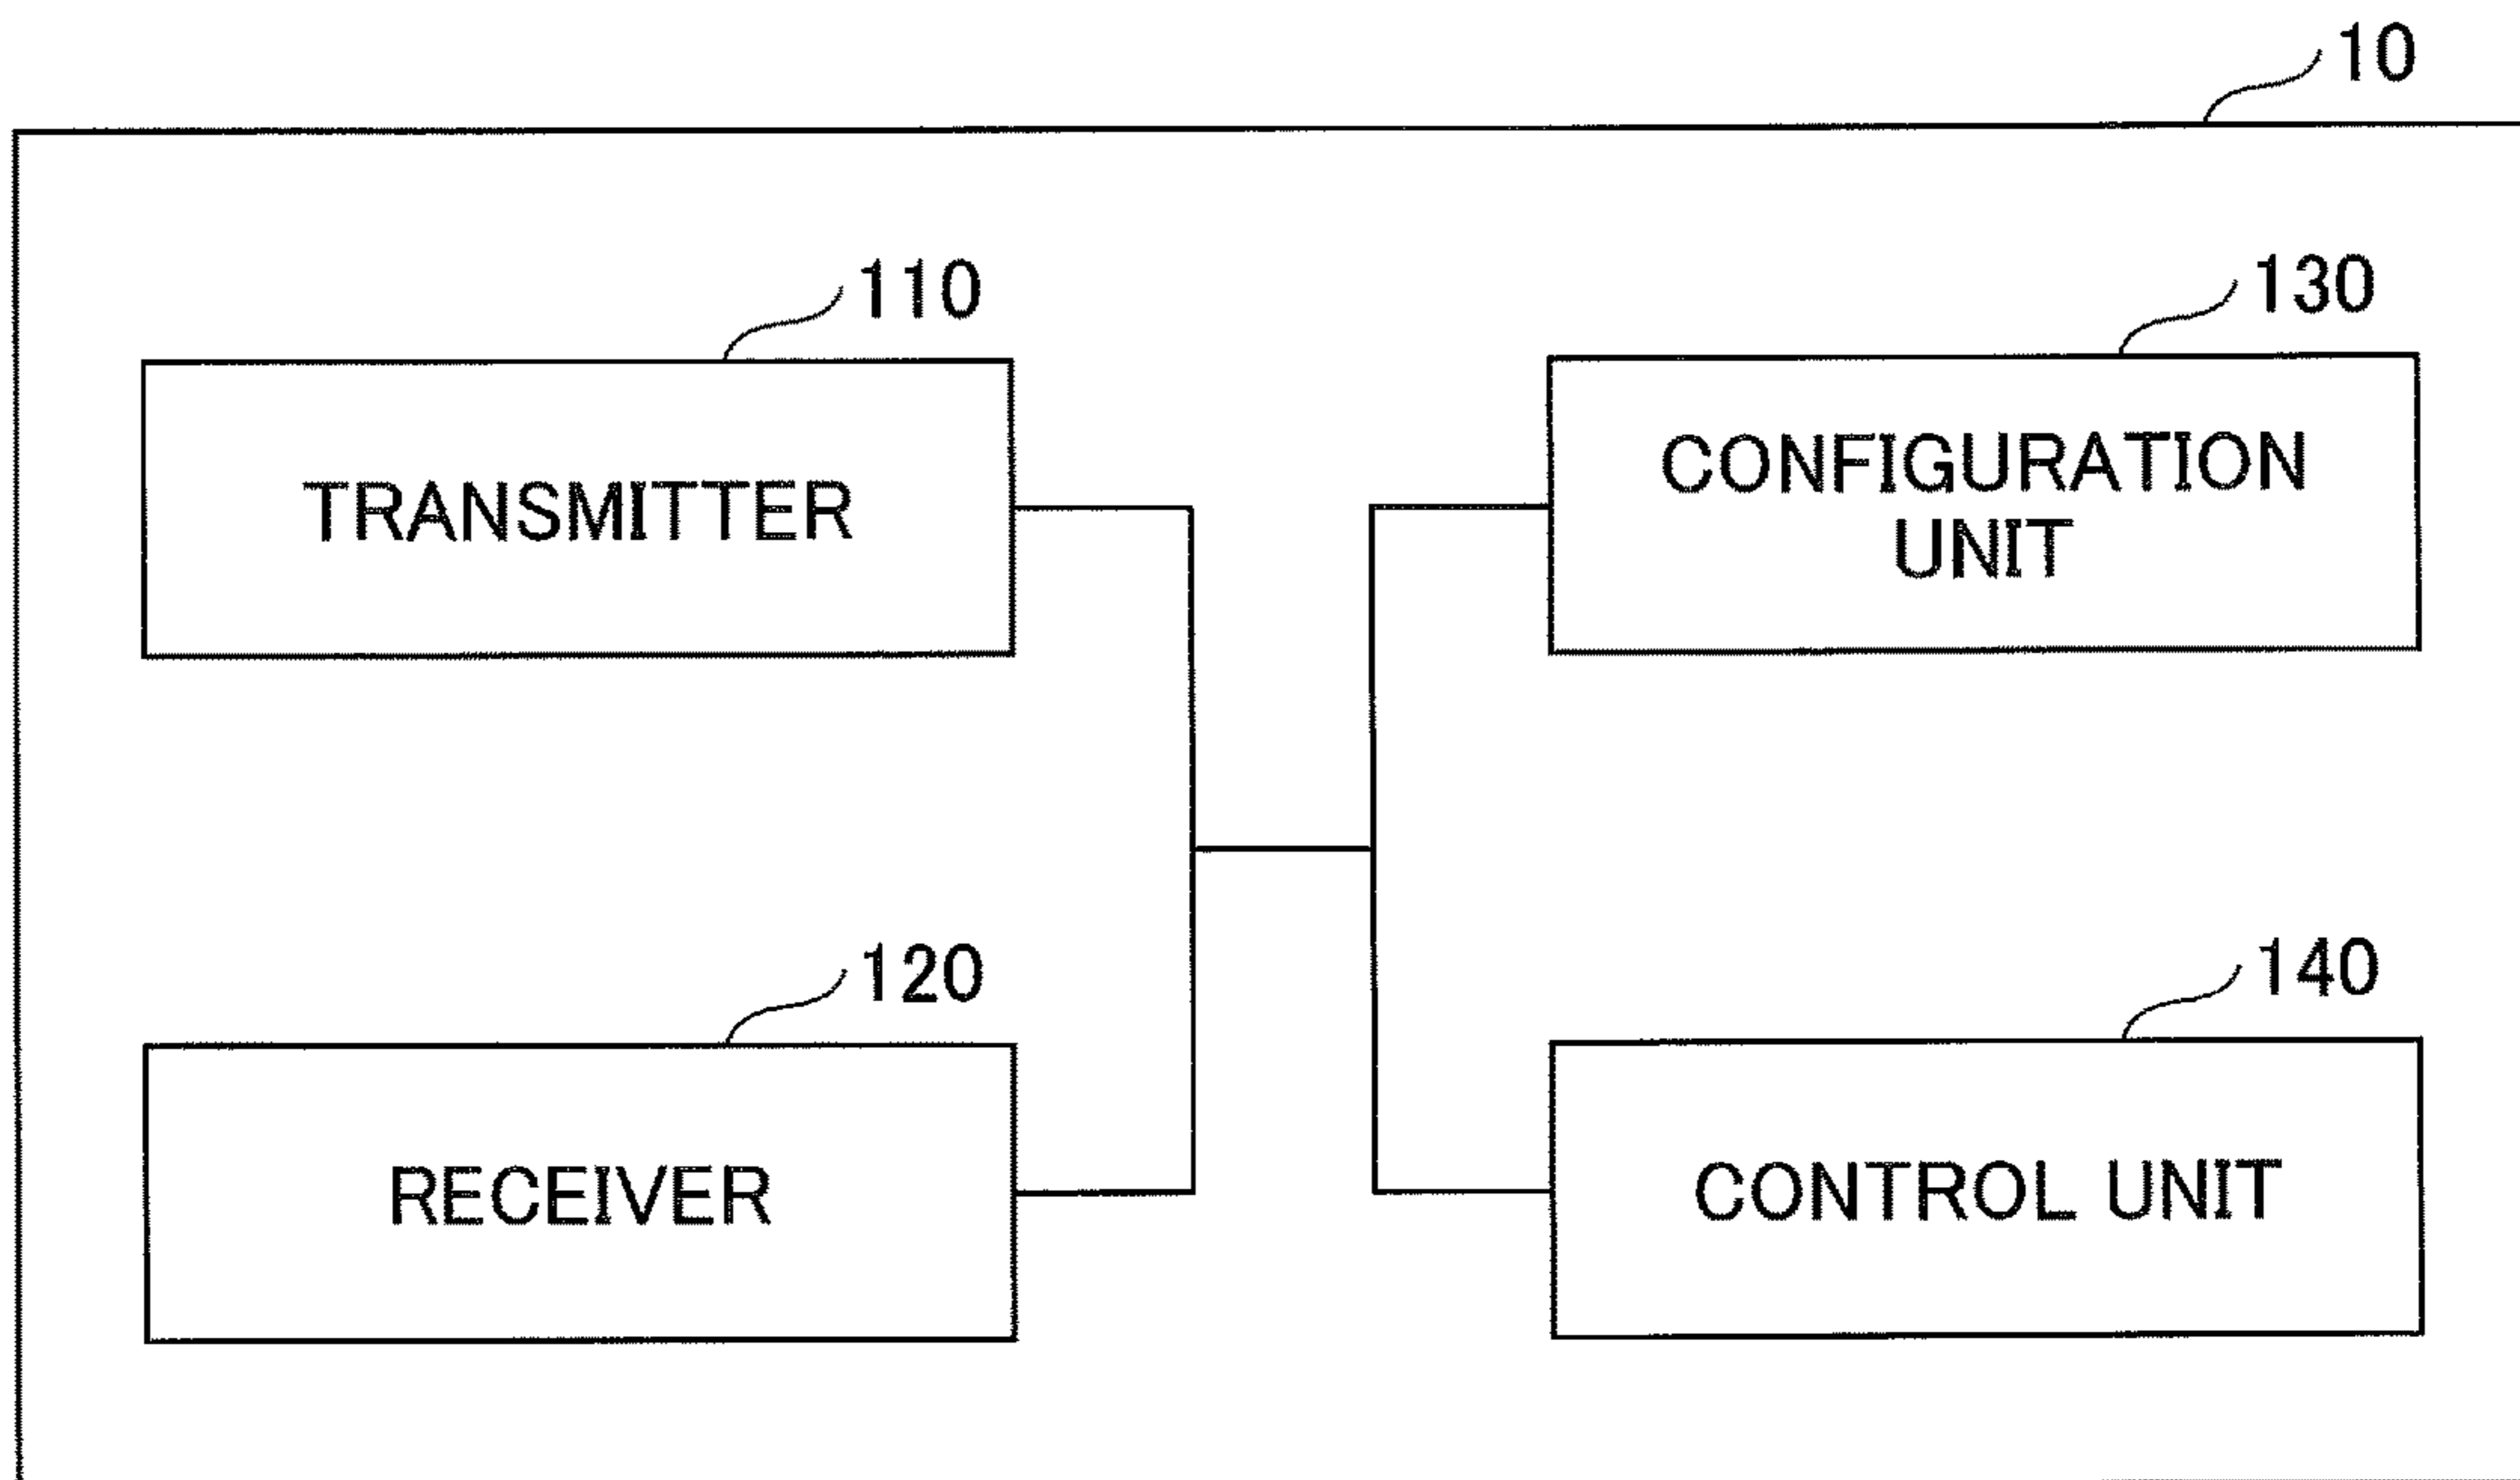 10
110
130
TRANSMITTER
CONFIGURATION
UNIT
120
140
RECEIVER
CONTROL UNIT